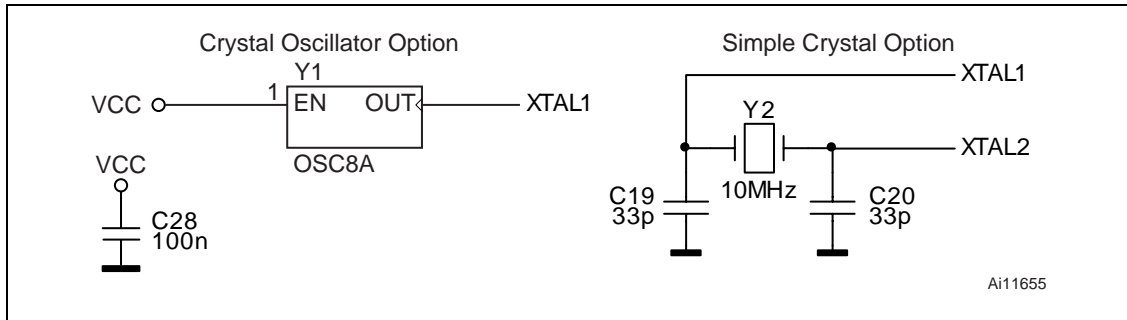 Crystal Oscillator Option
Y1
1
EN OUT
VCC
XTAL1
OSC8A
VCC
C28
100n
Simple Crystal Option
XTAL1
Y2
XTAL2
10MHz
C19
33p
C20
33p
Ai11655